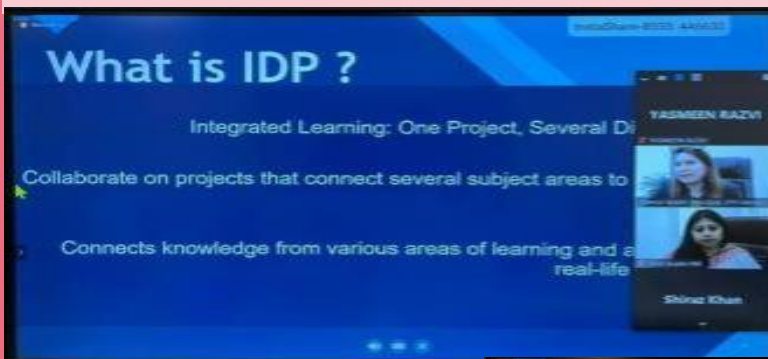 What is IDP ?
Integrated Learning: One Project, Several Di
Collaborate on projects that connect several subject areas to
Connects knowledge from various areas of learning and a
real-life
YASMEEN RAZVI
Shiraz Khan